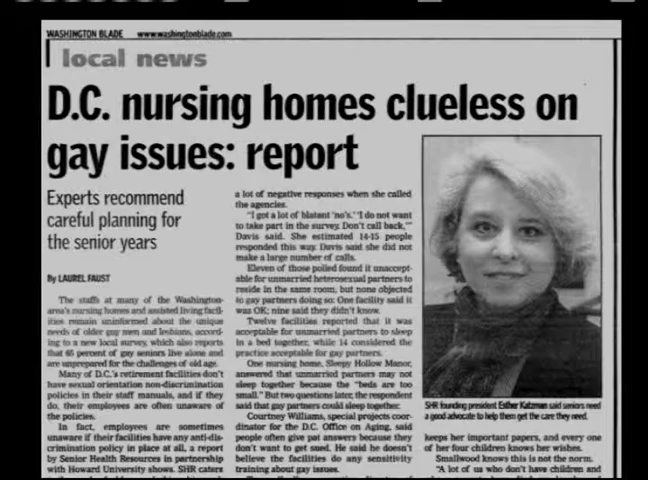 WASHINGTON BLADE www.washingtonblade.com
local news
D.C. nursing homes clueless on
gay issues: report
Experts recommend
careful planning for
the senior years
By LAUREL FAUST
The staffs at many of the Washington-
area's nursing homes and assisted living facil-
ities remain uninformed about the unique
needs of older gay men and lesbians, accord-
ing to a new local survey, which also reports
that 65 percent of gay seniors live alone and
are unprepared for the challenges of old age.
Many of D.C.'s retirement facilities don't
have sexual orientation non-discrimination
policies in their staff manuals, and if they
do, their employees are often unaware of
the policies.
In fact, employees are sometimes
unaware if their facilities have any anti-dis-
crimination policy in place at all, a report
by Senior Health Resources in partnership
with Howard University shows. SHR caters
a lot of negative responses when she called
the agencies.
"I got a lot of blatant 'no's.' 'I do not want
to take part in the survey. Don't call back,'"
Davis said. She estimated 14-15 people
responded this way. Davis said she did not
make a large number of calls.
Eleven of those polled found it unaccept-
able for unmarried heterosexual partners to
reside in the same room, but none objected
to gay partners doing so: One facility said it
was OK; nine said they didn't know.
Twelve facilities reported that it was
acceptable for unmarried partners to sleep
in a bed together, while 14 considered the
practice acceptable for gay partners.
One nursing home, Sleepy Hollow Manor,
answered that unmarried partners may not
sleep together because the "beds are too
small." But two questions later, the respondent
said that gay partners could sleep together.
Courtney Williams, special projects coor-
dinator for the D.C. Office on Aging, said
people often give pat answers because they
don't want to get sued. He said he doesn't
believe the facilities do any sensitivity
training about gay issues.
SHR founding president Esther Katzman said seniors need
a good advocate to help them get the care they need.
keeps her important papers, and every one
of her four children knows her wishes.
Smallwood knows this is not the norm.
"A lot of us who don't have children and